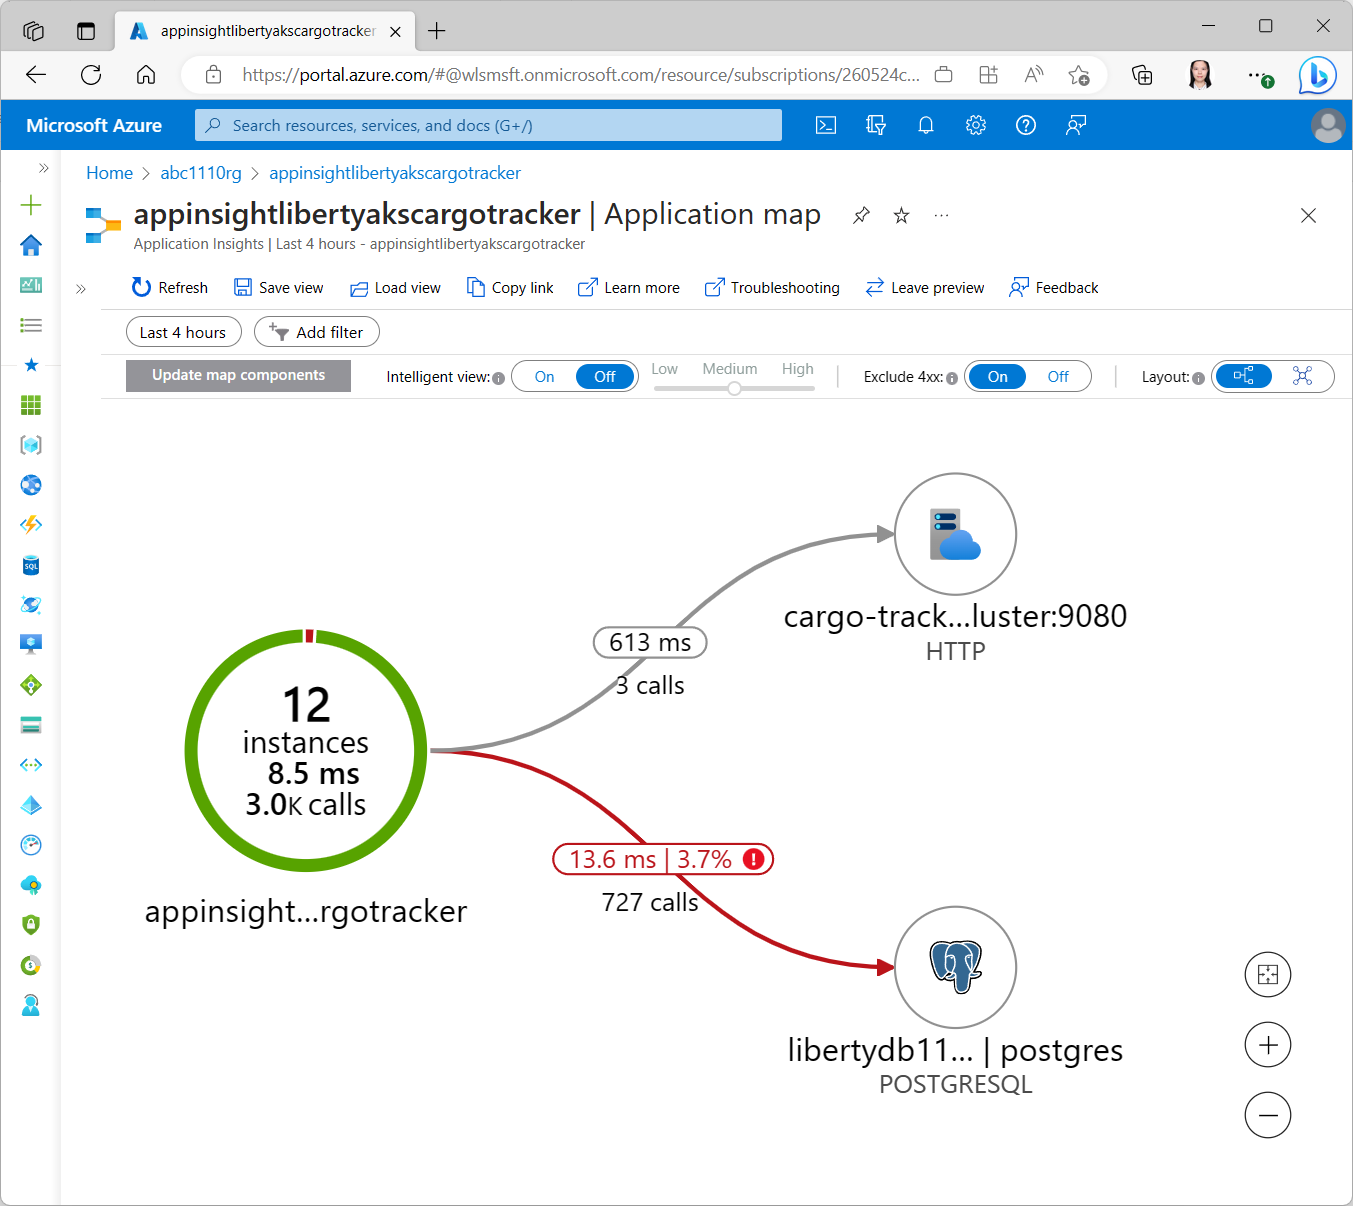 appinsightlibertyakscargotracker
https://portal.azure.com/#@wlsmsft.onmicrosoft.com/resource/subscriptions/260524c...
Microsoft Azure
Search resources, services, and docs (G+/)
Home > abc1110rg > appinsightlibertyakscargotracker
appinsightlibertyakscargotracker | Application map
Application Insights | Last 4 hours - appinsightlibertyakscargotracker
Refresh Save view Load view Copy link Learn more Troubleshooting Leave preview Feedback
Last 4 hours Add filter
Update map components Intelligent view: On Off Low Medium High Exclude 4xx: On Off Layout:
SQL
cargo-track...luster:9080
HTTP
613 ms
3 calls
12
instances
8.5 ms
3.0K calls
appinsight...rgotracker
13.6 ms | 3.7%
727 calls
libertydb11... | postgres
POSTGRESQL